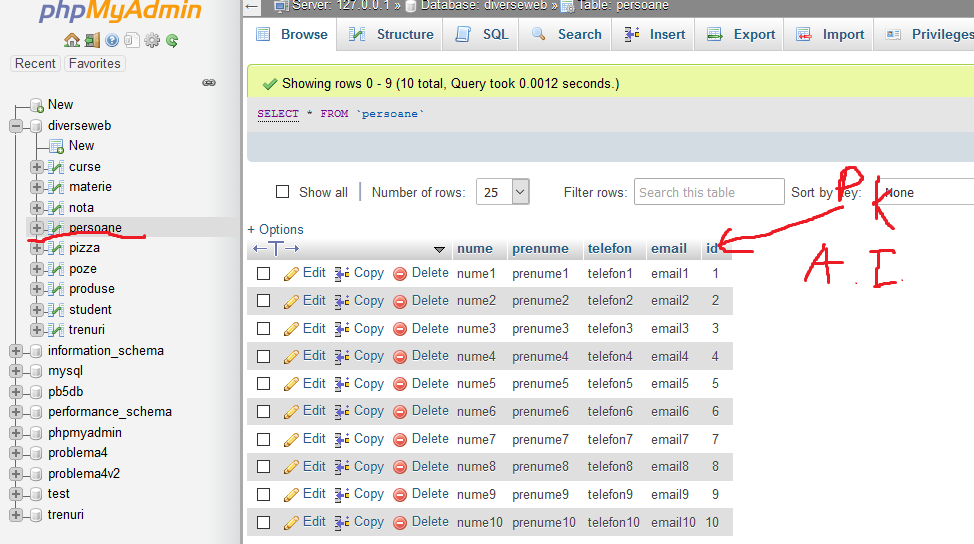 phpMyAdmin
Recent Favorites
New
diverseweb
New
curse
materie
nota
persoane
pizza
poze
produse
student
trenuri
information_schema
mysql
pb5db
performance_schema
phpmyadmin
problema4
problema4v2
test
trenuri
Server: 127.0.0.1 » Database: diverseweb » Table: persoane
Browse Structure SQL Search Insert Export Import Privileges
Showing rows 0 - 9 (10 total, Query took 0.0012 seconds.)
SELECT * FROM `persoane`
Show all Number of rows: 25 Filter rows: Search this table Sort by key: None
PK
A.I.
+ Options
←T→ nume prenume telefon email id
Edit Copy Delete nume1 prenume1 telefon1 email1 1
Edit Copy Delete nume2 prenume2 telefon2 email2 2
Edit Copy Delete nume3 prenume3 telefon3 email3 3
Edit Copy Delete nume4 prenume4 telefon4 email4 4
Edit Copy Delete nume5 prenume5 telefon5 email5 5
Edit Copy Delete nume6 prenume6 telefon6 email6 6
Edit Copy Delete nume7 prenume7 telefon7 email7 7
Edit Copy Delete nume8 prenume8 telefon8 email8 8
Edit Copy Delete nume9 prenume9 telefon9 email9 9
Edit Copy Delete nume10 prenume10 telefon10 email10 10